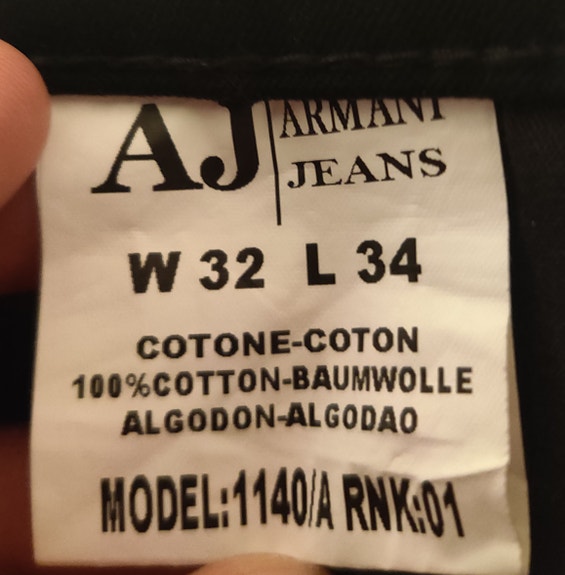 AJ ARMANI
JEANS
W 32 L 34
COTONE-COTON
100%COTTON-BAUMWOLLE
ALGODON-ALGODAO
MODEL:1140/A RNK:01